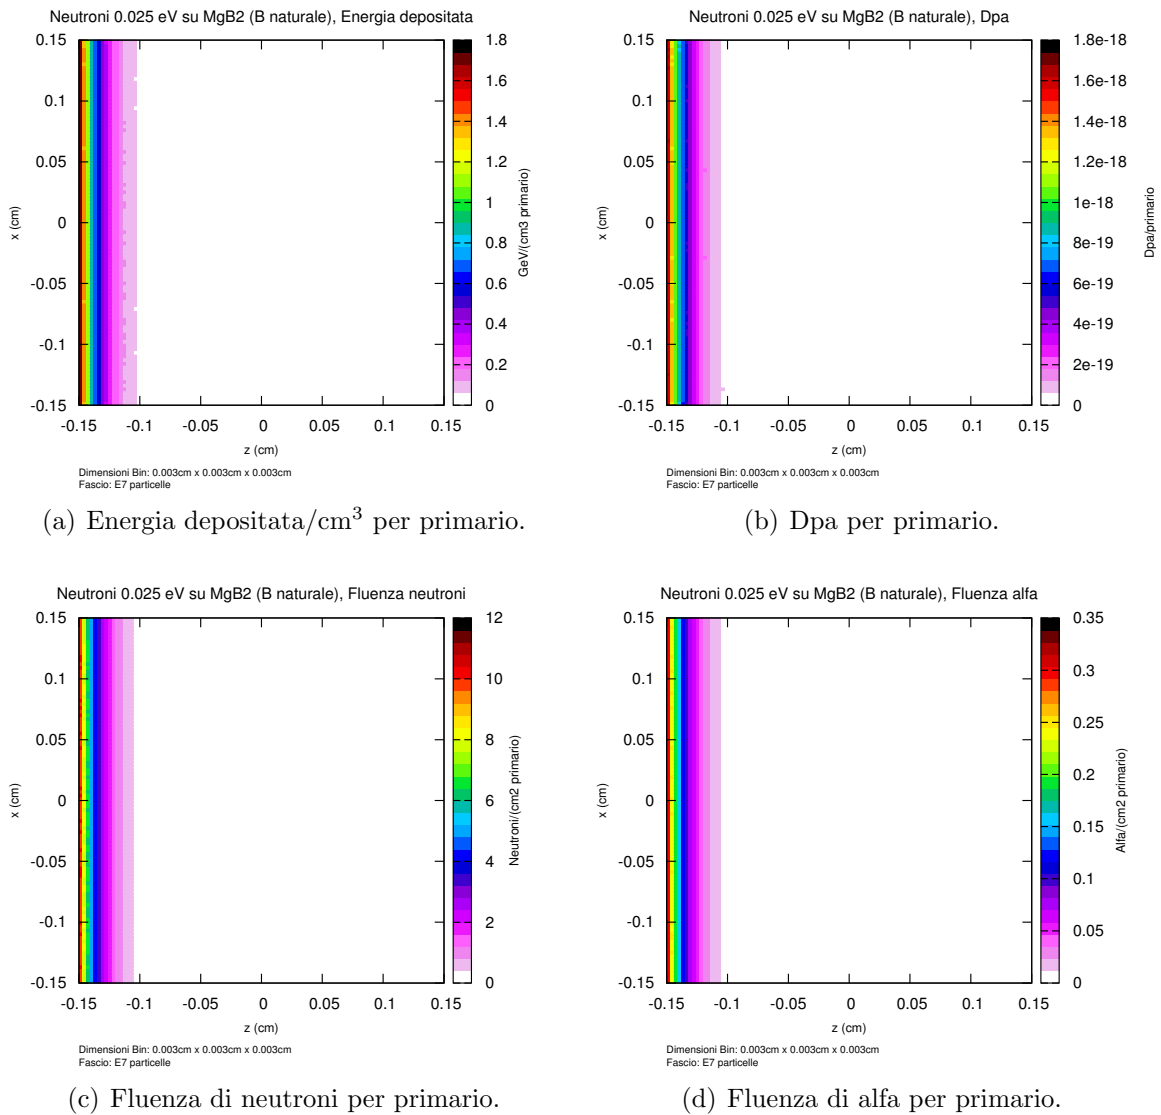 Neutroni 0.025 eV su MgB2 (B naturale), Energia depositata
0.15
0.1
0.05
0
-0.05
-0.1
-0.15
x (cm)
-0.15 -0.1 -0.05 0 0.05 0.1 0.15
z (cm)
1.8
1.6
1.4
1.2
1
0.8
0.6
0.4
0.2
0
GeV/(cm3 primario)
Dimensioni Bin: 0.003cm x 0.003cm x 0.003cm
Fascio: E7 particelle
(a) Energia depositata/cm³ per primario.
Neutroni 0.025 eV su MgB2 (B naturale), Dpa
0.15
0.1
0.05
0
-0.05
-0.1
-0.15
x (cm)
-0.15 -0.1 -0.05 0 0.05 0.1 0.15
z (cm)
1.8e-18
1.6e-18
1.4e-18
1.2e-18
1e-18
8e-19
6e-19
4e-19
2e-19
0
Dpa/primario
Dimensioni Bin: 0.003cm x 0.003cm x 0.003cm
Fascio: E7 particelle
(b) Dpa per primario.
Neutroni 0.025 eV su MgB2 (B naturale), Fluenza neutroni
0.15
0.1
0.05
0
-0.05
-0.1
-0.15
x (cm)
-0.15 -0.1 -0.05 0 0.05 0.1 0.15
z (cm)
12
10
8
6
4
2
0
Neutroni/(cm2 primario)
Dimensioni Bin: 0.003cm x 0.003cm x 0.003cm
Fascio: E7 particelle
(c) Fluenza di neutroni per primario.
Neutroni 0.025 eV su MgB2 (B naturale), Fluenza alfa
0.15
0.1
0.05
0
-0.05
-0.1
-0.15
x (cm)
-0.15 -0.1 -0.05 0 0.05 0.1 0.15
z (cm)
0.35
0.3
0.25
0.2
0.15
0.1
0.05
0
Alfa/(cm2 primario)
Dimensioni Bin: 0.003cm x 0.003cm x 0.003cm
Fascio: E7 particelle
(d) Fluenza di alfa per primario.